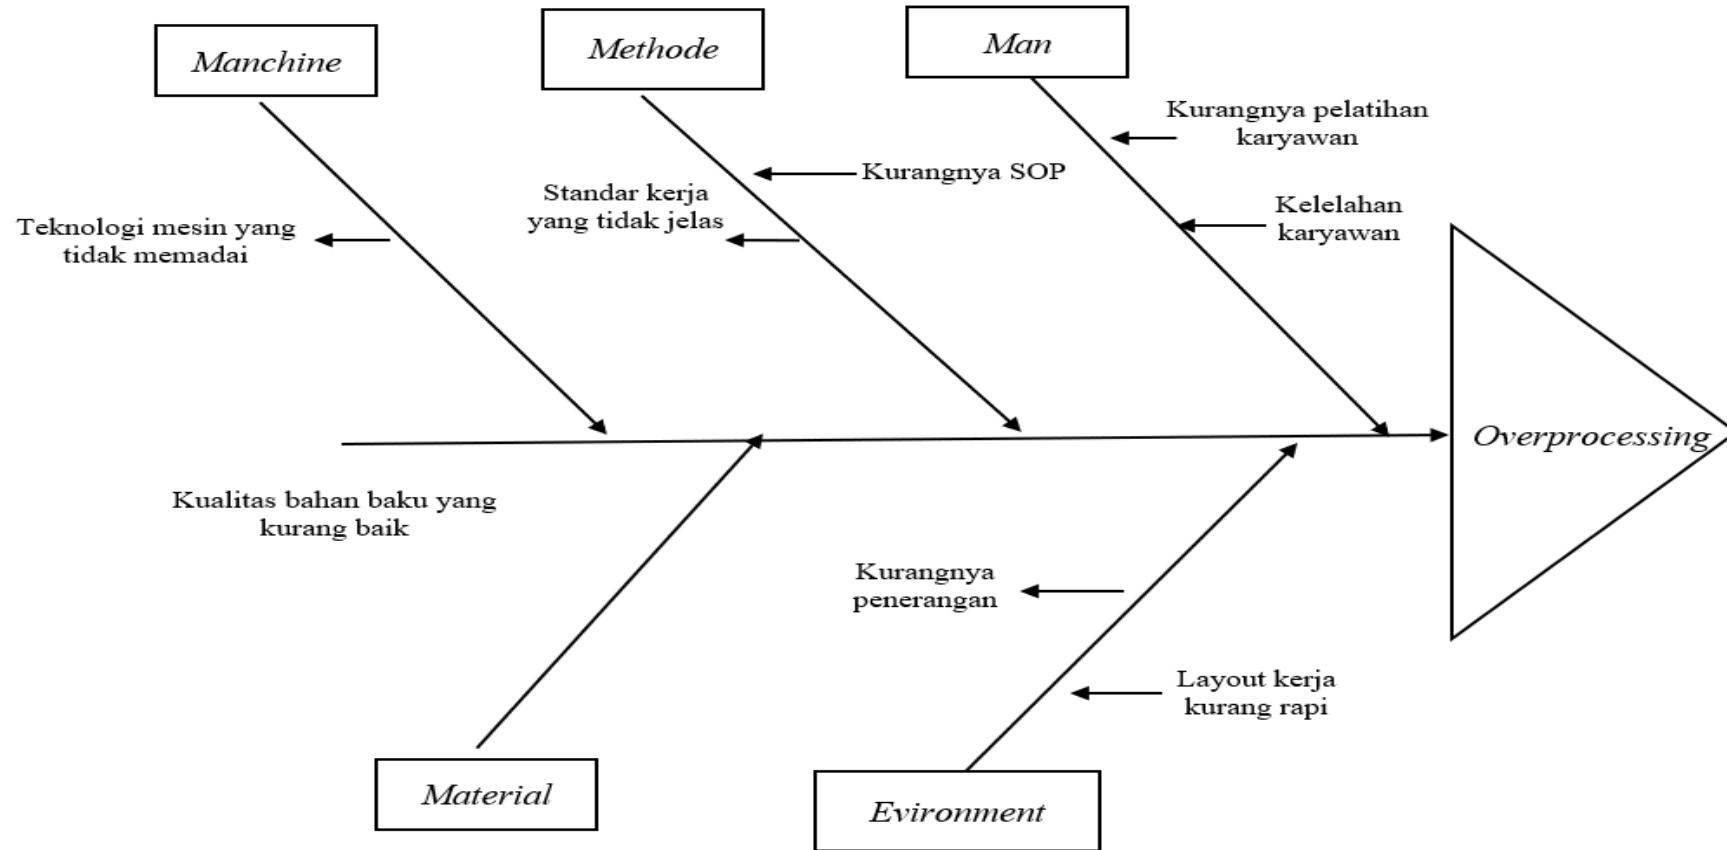 Manchine
Methode
Man
Kurangnya pelatihan
karyawan
Kurangnya SOP
Standar kerja
yang tidak jelas
Kelelahan
karyawan
Teknologi mesin yang
tidak memadai
Overprocessing
Kualitas bahan baku yang
kurang baik
Kurangnya
penerangan
Layout kerja
kurang rapi
Material
Evironment